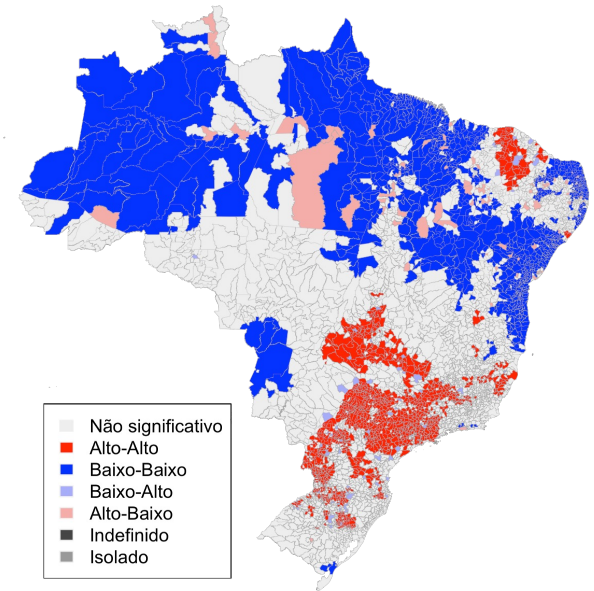 Não significativo
Alto-Alto
Baixo-Baixo
Baixo-Alto
Alto-Baixo
Indefinido
Isolado